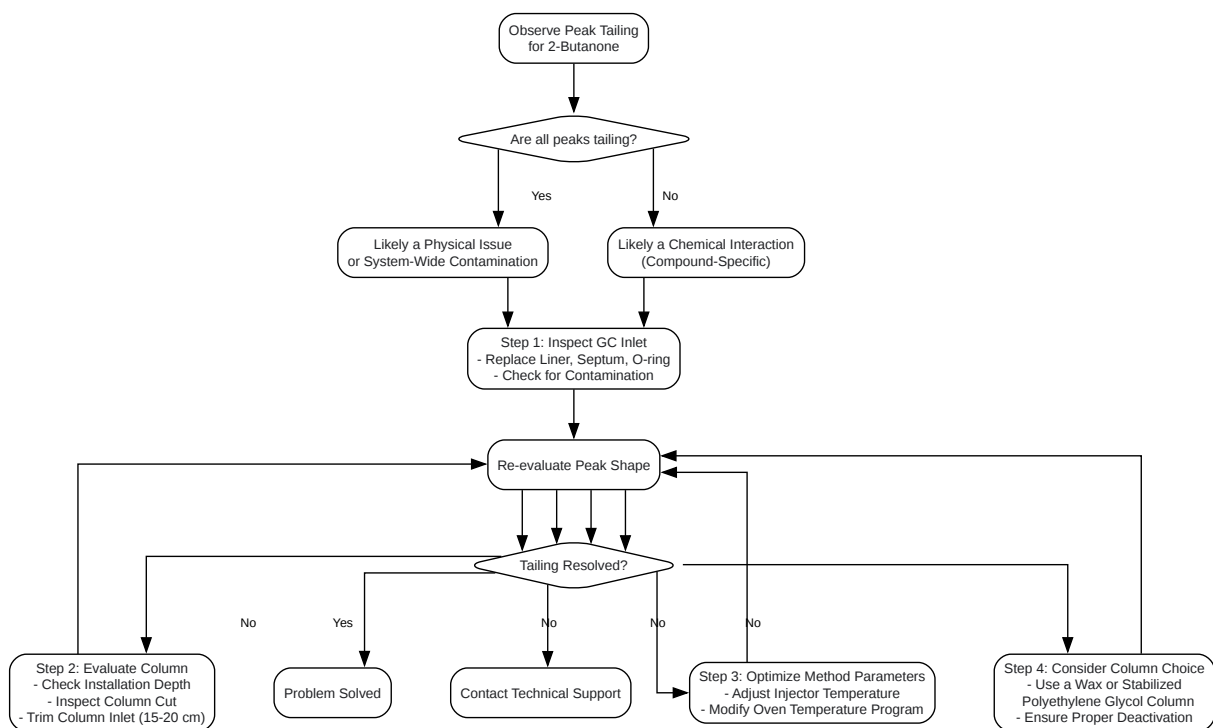 Observe Peak Tailing
for 2-Butanone
Are all peaks tailing?
Yes
No
Likely a Physical Issue
or System-Wide Contamination
Likely a Chemical Interaction
(Compound-Specific)
Step 1: Inspect GC Inlet
- Replace Liner, Septum, O-ring
- Check for Contamination
Re-evaluate Peak Shape
Tailing Resolved?
No
Yes
No
No
No
Step 2: Evaluate Column
- Check Installation Depth
- Inspect Column Cut
- Trim Column Inlet (15-20 cm)
Problem Solved
Contact Technical Support
Step 3: Optimize Method Parameters
- Adjust Injector Temperature
- Modify Oven Temperature Program
Step 4: Consider Column Choice
- Use a Wax or Stabilized
Polyethylene Glycol Column
- Ensure Proper Deactivation